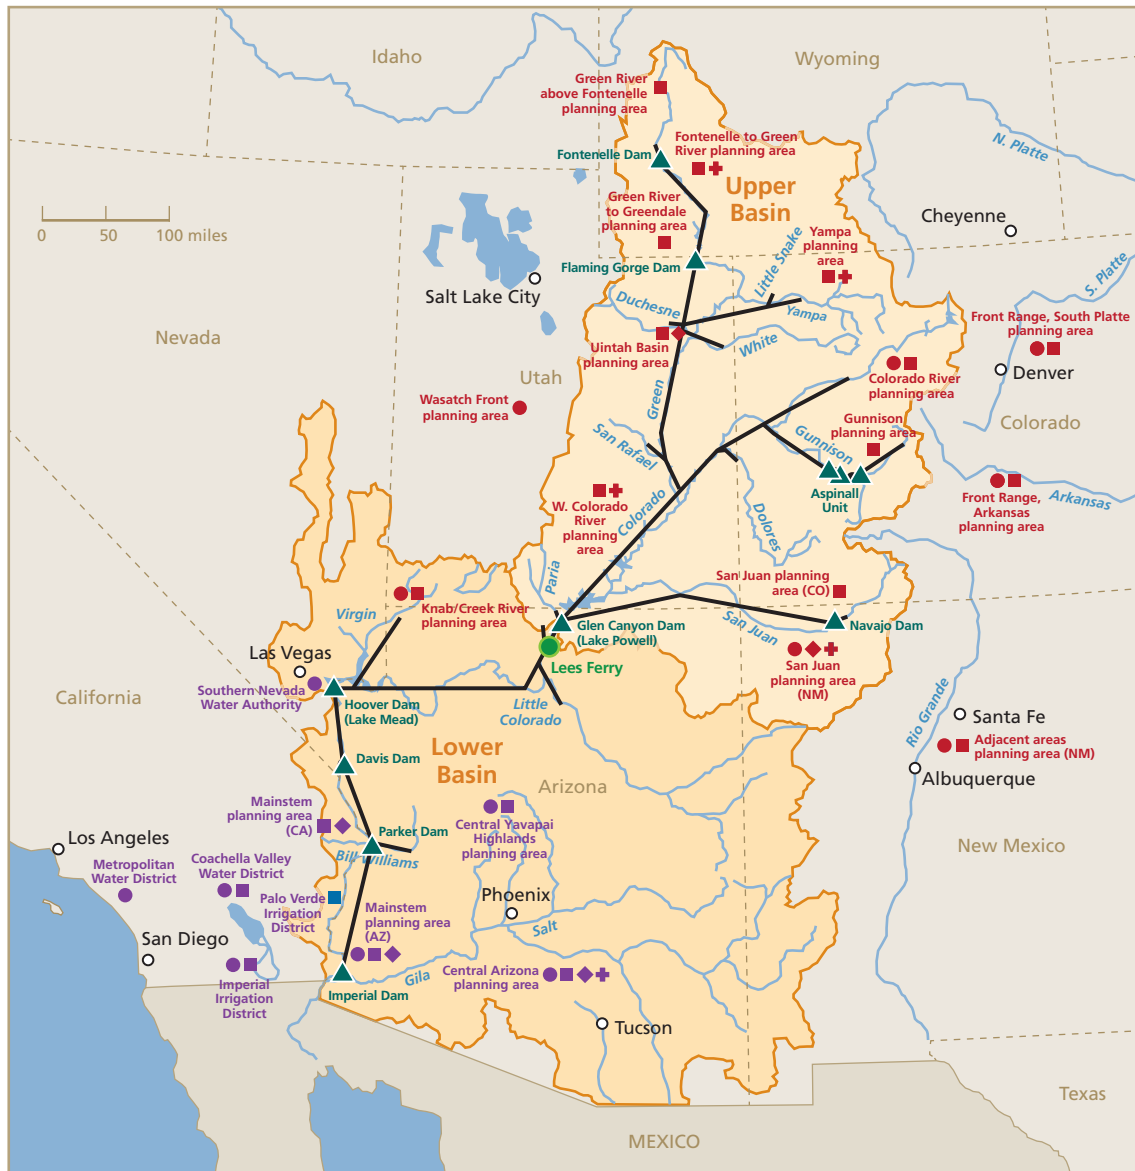 Idaho
Wyoming
Green River
above Fontenelle
planning area
Fontenelle to Green
River planning area
Fontenelle Dam
N. Platte
Upper
Basin
Green River
to Greendale
planning area
Cheyenne
0 50 100 miles
Yampa
planning
area
Little Snake
Flaming Gorge Dam
S. Platte
Salt Lake City
Duchesne
Yampa
Front Range, South Platte
planning area
Nevada
White
Uintah Basin
planning area
Utah
Colorado River
planning area
Denver
Wasatch Front
planning area
Green
Gunnison
planning area
Colorado
San Rafael
Gunnison
Aspinall
Unit
W. Colorado
River
planning
area
Colorado
Dolores
Front Range,
Arkansas
planning area
Arkansas
Paria
San Juan planning
area (CO)
Virgin
Knab/Creek River
planning area
Glen Canyon Dam
(Lake Powell)
San Juan
Navajo Dam
Lees Ferry
Las Vegas
San Juan
planning area
(NM)
California
Southern Nevada
Water Authority
Hoover Dam
(Lake Mead)
Little
Colorado
Rio Grande
Santa Fe
Adjacent areas
planning area (NM)
Lower
Basin
Davis Dam
Arizona
Albuquerque
Mainstem
planning area
(CA)
Parker Dam
Central Yavapai
Highlands
planning area
Los Angeles
New Mexico
Bill Williams
Metropolitan
Water District
Coachella Valley
Water District
Palo Verde
Irrigation
District
Phoenix
Mainstem
planning area
(AZ)
Salt
San Diego
Gila
Central Arizona
planning area
Imperial
Irrigation
District
Imperial Dam
Tucson
Texas
MEXICO